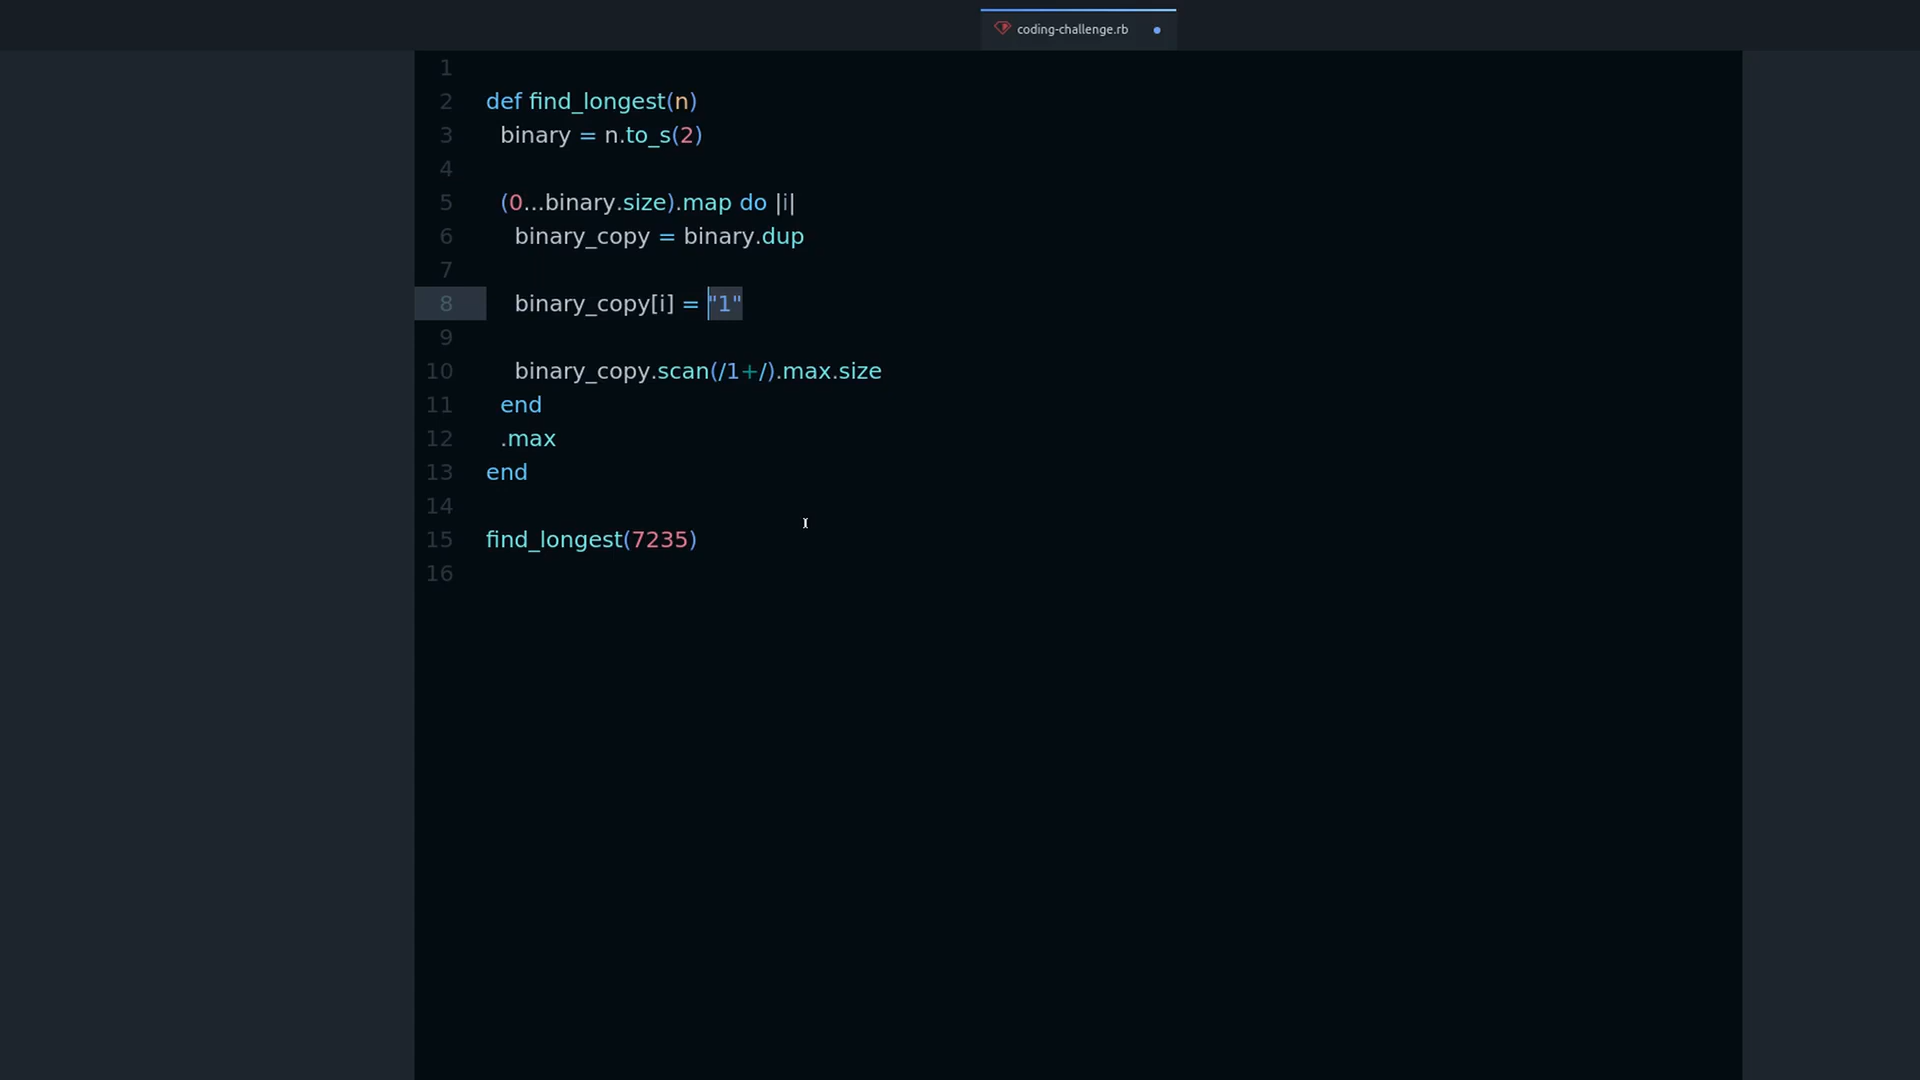 coding-challenge.rb
1
2 def find_longest(n)
3 binary = n.to_s(2)
4
5 (0...binary.size).map do |i|
6 binary_copy = binary.dup
7
8 binary_copy[i] = "1"
9
10 binary_copy.scan(/1+/).max.size
11 end
12 .max
13 end
14
15 find_longest(7235)
16